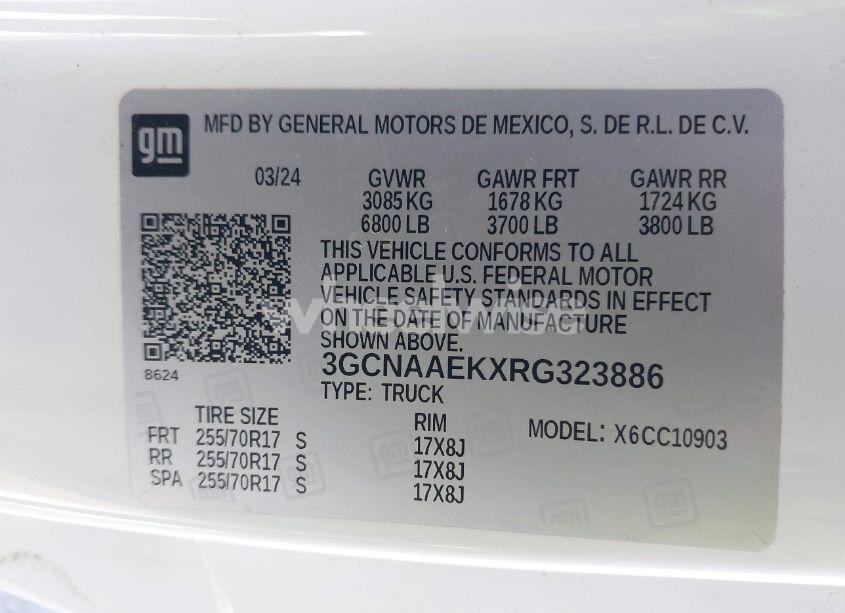 gm MFD BY GENERAL MOTORS DE MEXICO, S. DE R.L. DE C.V.
03/24 GVWR GAWR FRT GAWR RR
3085 KG 1678 KG 1724 KG
6800 LB 3700 LB 3800 LB
THIS VEHICLE CONFORMS TO ALL
APPLICABLE U.S. FEDERAL MOTOR
VEHICLE SAFETY STANDARDS IN EFFECT
ON THE DATE OF MANUFACTURE
SHOWN ABOVE.
3GCNAAEKXRG323886
8624
TYPE: TRUCK
TIRE SIZE RIM MODEL: X6CC10903
FRT 255/70R17 S 17X8J
RR 255/70R17 S 17X8J
SPA 255/70R17 S 17X8J